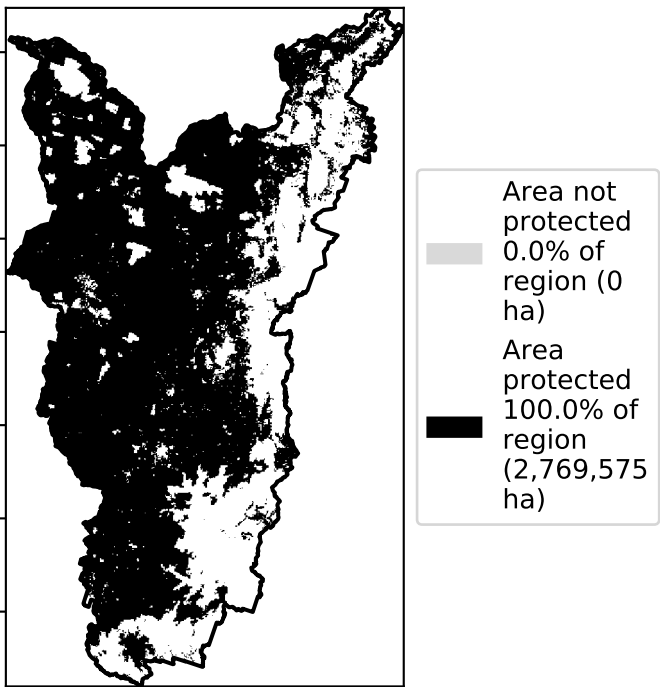 Area not
protected
0.0% of
region (0
ha)
Area
protected
100.0% of
region
(2,769,575
ha)